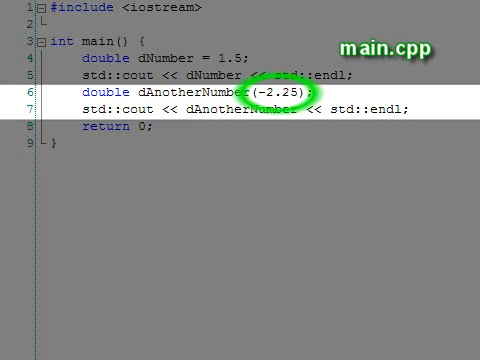 1 #include <iostream>
2
main.cpp
3 int main() {
4 double dNumber = 1.5;
5 std::cout << dNumber << std::endl;
6 double dAnotherNumber(-2.25);
7 std::cout << dAnotherNumber << std::endl;
8 return 0;
9 }